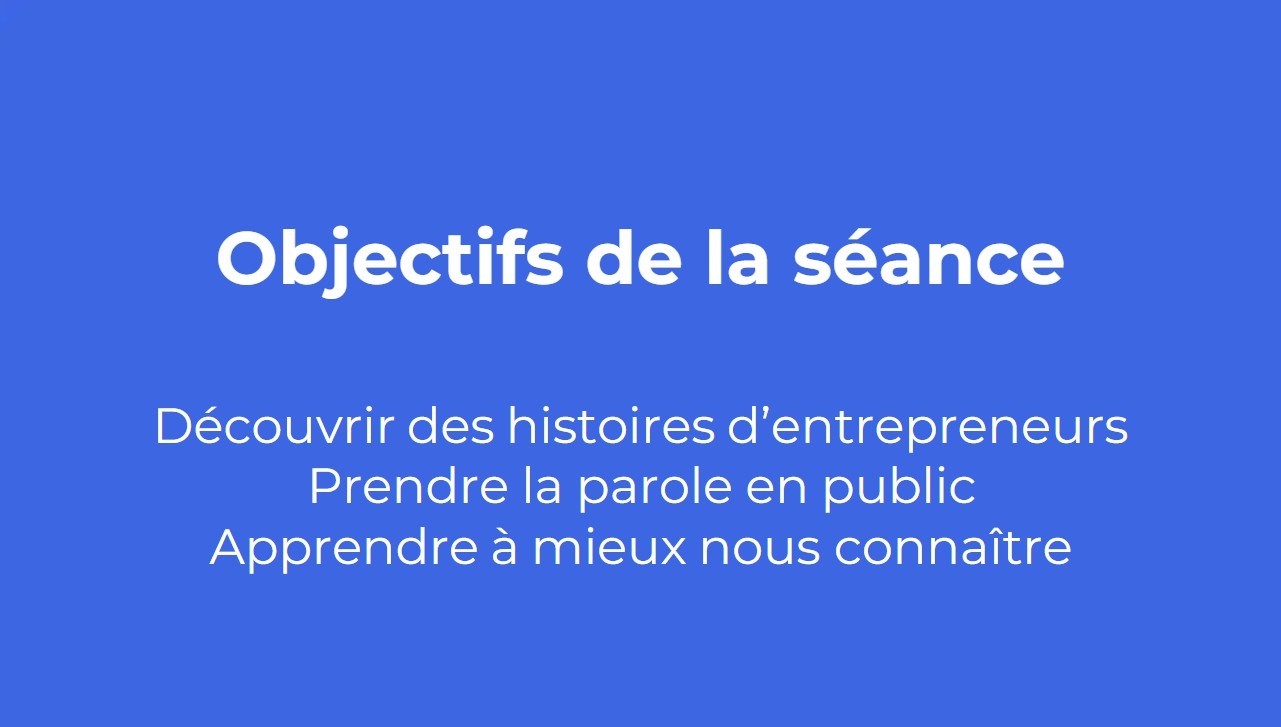 Objectifs de la séance
Découvrir des histoires d’entrepreneurs
Prendre la parole en public
Apprendre à mieux nous connaître